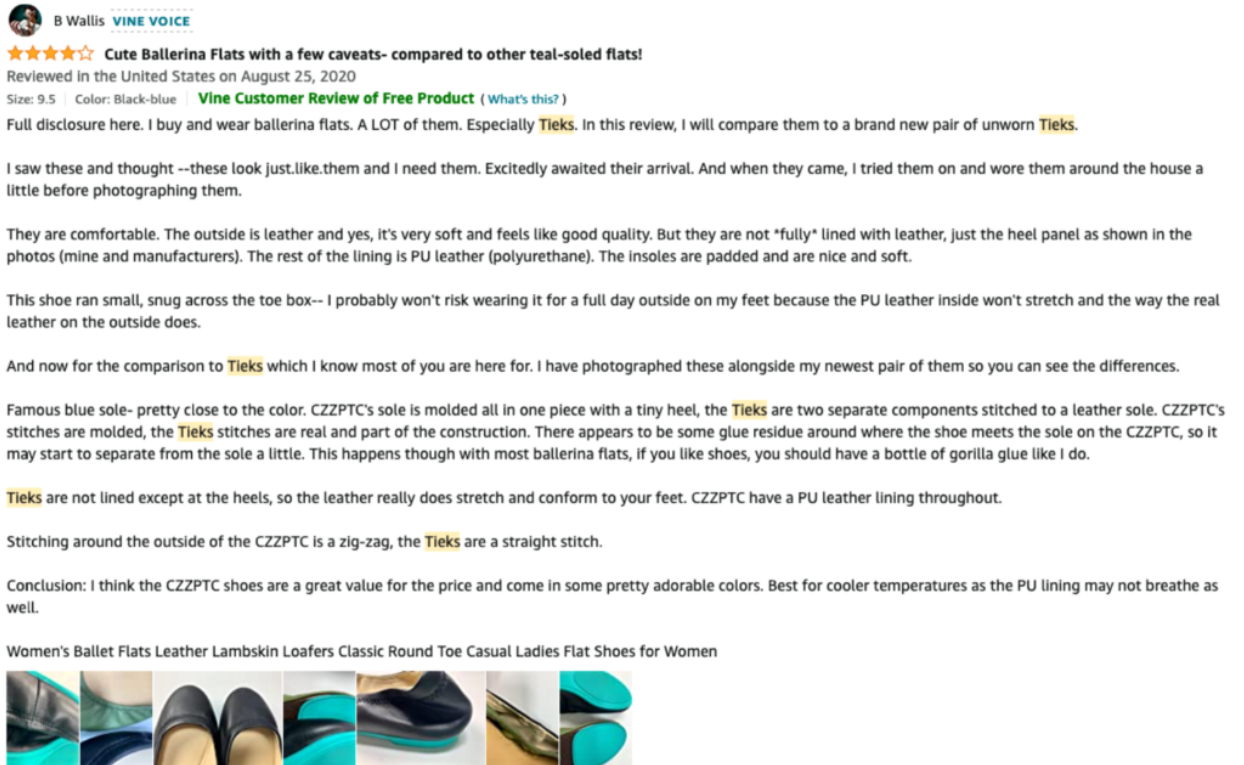 B Wallis VINE VOICE
Cute Ballerina Flats with a few caveats- compared to other teal-soled flats!
Reviewed in the United States on August 25, 2020
Size: 9.5 Color: Black-blue Vine Customer Review of Free Product ( What's this? )
Full disclosure here. I buy and wear ballerina flats. A LOT of them. Especially Tieks. In this review, I will compare them to a brand new pair of unworn Tieks.
I saw these and thought --these look just.like.them and I need them. Excitedly awaited their arrival. And when they came, I tried them on and wore them around the house a
little before photographing them.
They are comfortable. The outside is leather and yes, it's very soft and feels like good quality. But they are not *fully* lined with leather, just the heel panel as shown in the
photos (mine and manufacturers). The rest of the lining is PU leather (polyurethane). The insoles are padded and are nice and soft.
This shoe ran small, snug across the toe box-- I probably won't risk wearing it for a full day outside on my feet because the PU leather inside won't stretch and the way the real
leather on the outside does.
And now for the comparison to Tieks which I know most of you are here for. I have photographed these alongside my newest pair of them so you can see the differences.
Famous blue sole- pretty close to the color. CZZPTC's sole is molded all in one piece with a tiny heel, the Tieks are two separate components stitched to a leather sole. CZZPTC's
stitches are molded, the Tieks stitches are real and part of the construction. There appears to be some glue residue around where the shoe meets the sole on the CZZPTC, so it
may start to separate from the sole a little. This happens though with most ballerina flats, if you like shoes, you should have a bottle of gorilla glue like I do.
Tieks are not lined except at the heels, so the leather really does stretch and conform to your feet. CZZPTC have a PU leather lining throughout.
Stitching around the outside of the CZZPTC is a zig-zag, the Tieks are a straight stitch.
Conclusion: I think the CZZPTC shoes are a great value for the price and come in some pretty adorable colors. Best for cooler temperatures as the PU lining may not breathe as
well.
Women's Ballet Flats Leather Lambskin Loafers Classic Round Toe Casual Ladies Flat Shoes for Women